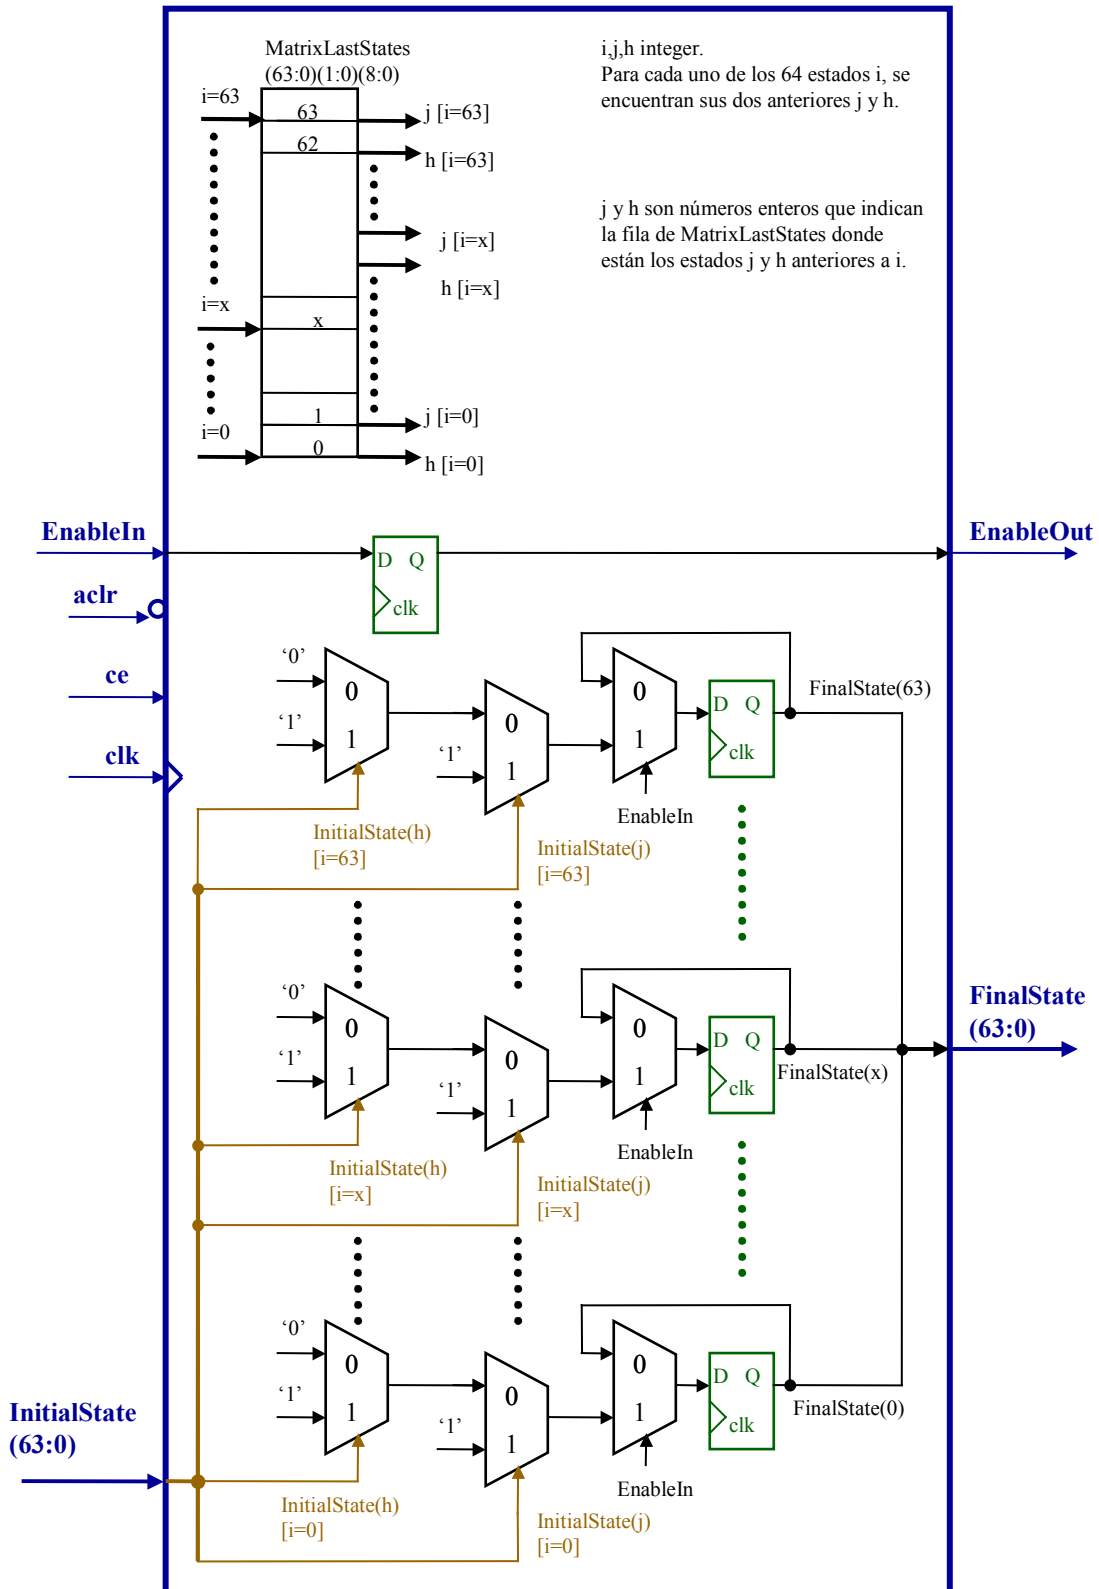 MatrixLastStates
(63:0)(1:0)(8:0)
i,j,h integer.
Para cada uno de los 64 estados i, se
encuentran sus dos anteriores j y h.
i=63
63
j [i=63]
62
h [i=63]
j y h son números enteros que indican
la fila de MatrixLastStates donde
están los estados j y h anteriores a i.
j [i=x]
h [i=x]
i=x
x
1
j [i=0]
i=0
0
h [i=0]
EnableIn
D Q
clk
EnableOut
aclr
ce
clk
‘0’
0
‘1’
1
0
‘1’
1
0
1
D Q
clk
FinalState(63)
EnableIn
InitialState(h)
[i=63]
InitialState(j)
[i=63]
‘0’
0
‘1’
1
0
‘1’
1
0
1
D Q
clk
FinalState(x)
FinalState
(63:0)
EnableIn
InitialState(h)
[i=x]
InitialState(j)
[i=x]
‘0’
0
‘1’
1
0
‘1’
1
0
1
D Q
clk
FinalState(0)
InitialState
(63:0)
EnableIn
InitialState(h)
[i=0]
InitialState(j)
[i=0]